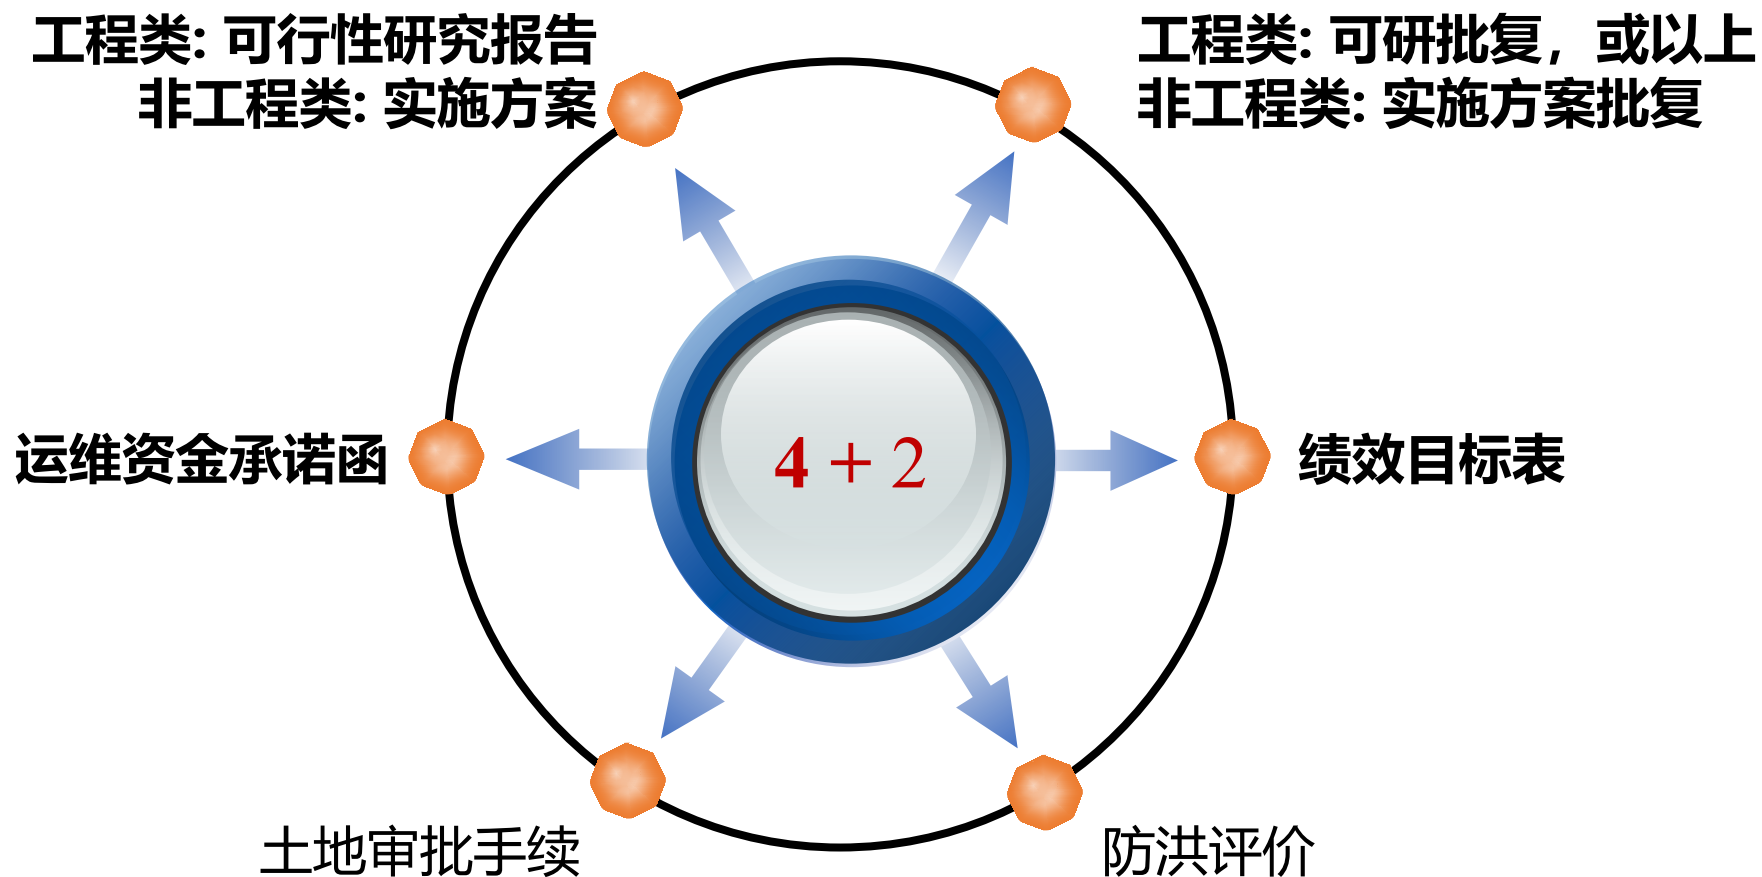 工程类: 可行性研究报告
非工程类: 实施方案
工程类: 可研批复，或以上
非工程类: 实施方案批复
运维资金承诺函
4 + 2
绩效目标表
土地审批手续
防洪评价